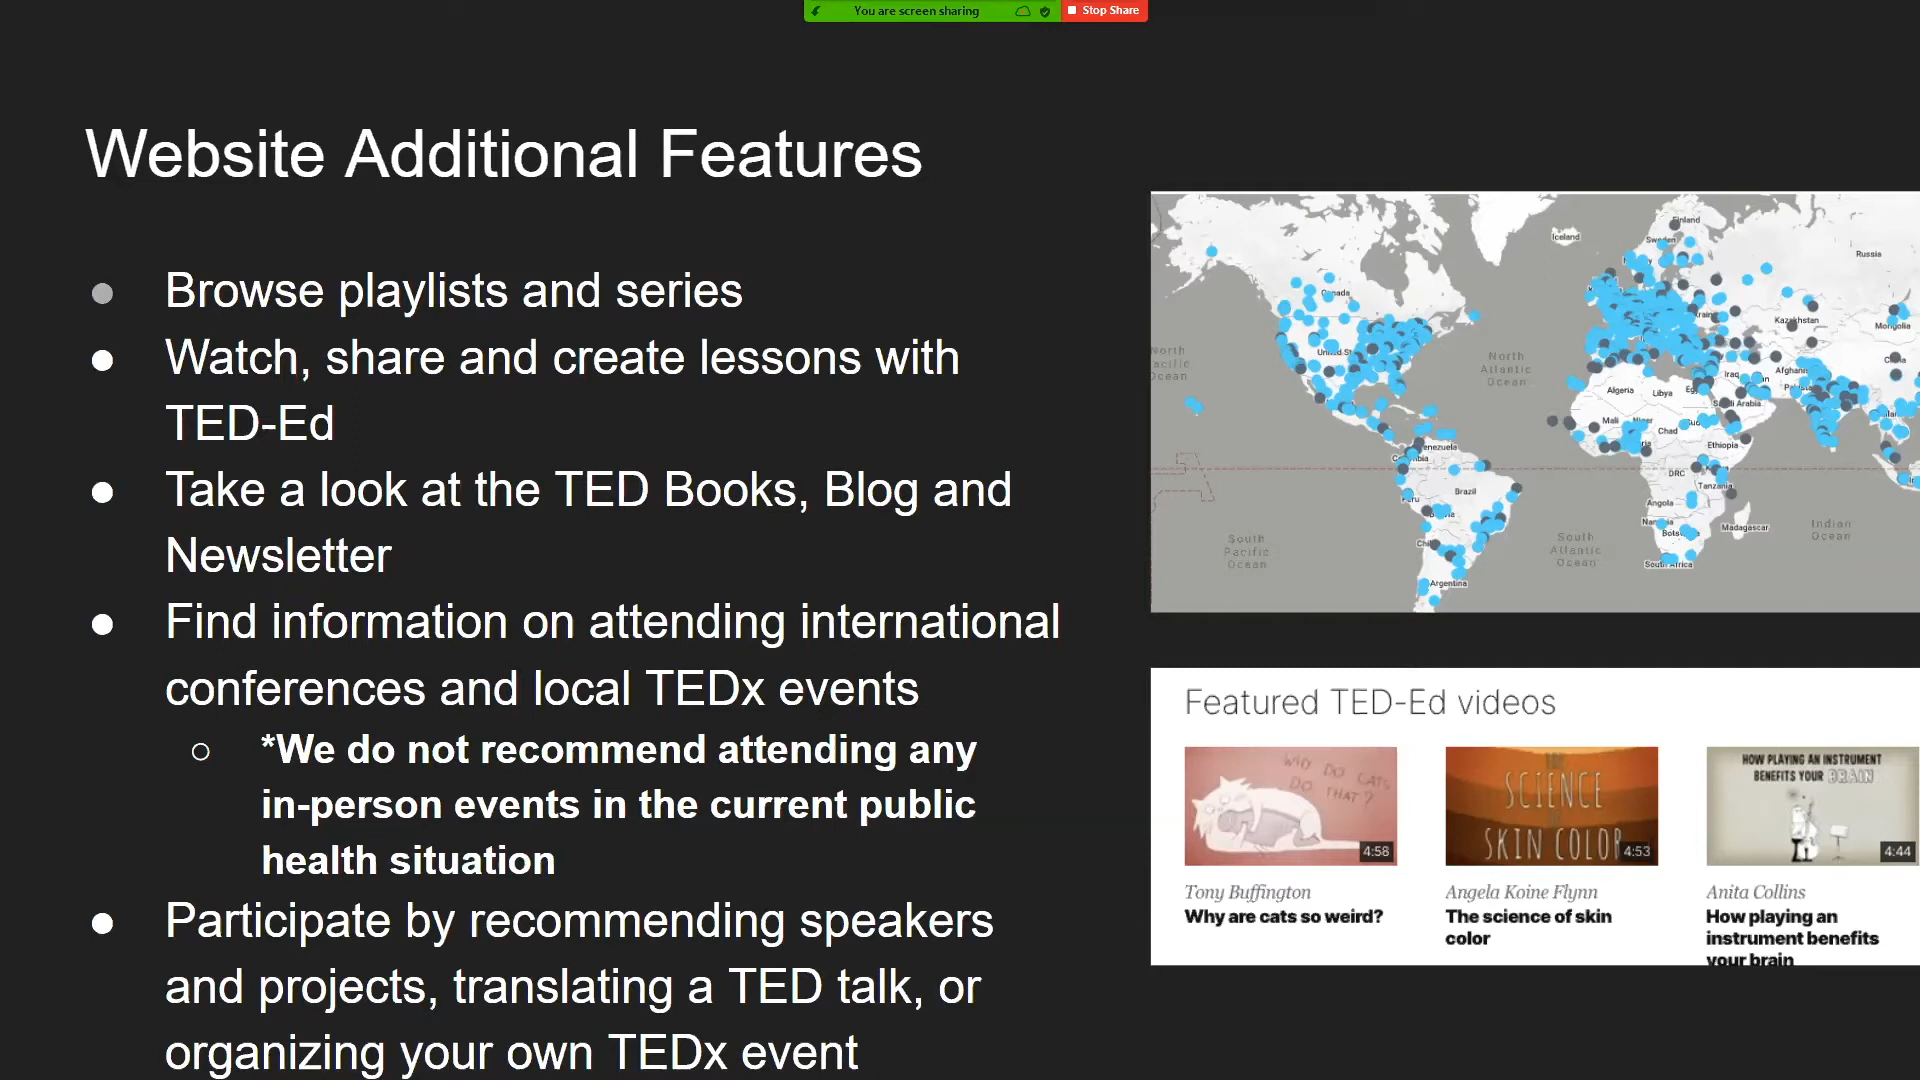 You are screen sharing
Stop Share
Website Additional Features
● Browse playlists and series
● Watch, share and create lessons with
TED-Ed
● Take a look at the TED Books, Blog and
Newsletter
● Find information on attending international
conferences and local TEDx events
○ *We do not recommend attending any
in-person events in the current public
health situation
● Participate by recommending speakers
and projects, translating a TED talk, or
organizing your own TEDx event
Finland
Iceland
Russia
Kazakhstan
Mongolia
North
Atlantic
Ocean
Iraq
Algeria
Libya
Mali
Chad
Ethiopia
DRC
Brazil
Tanzania
Angola
Madagascar
Indian
Ocean
South
Pacific
Ocean
South
Atlantic
Ocean
Argentina
Featured TED-Ed videos
WHY DO CATS
DO THAT?
4:58
Tony Buffington
Why are cats so weird?
SCIENCE
SKIN COLOR
4:53
Angela Koine Flynn
The science of skin
color
HOW PLAYING AN INSTRUMENT
BENEFITS YOUR BRAIN
4:44
Anita Collins
How playing an
instrument benefits
your brain